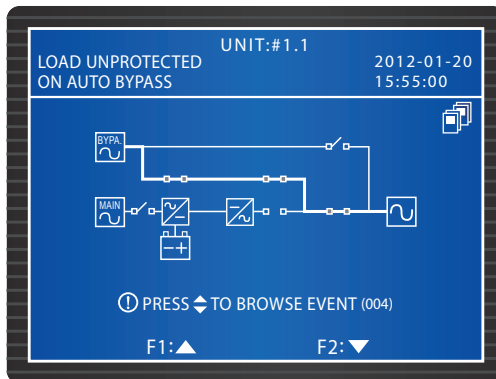 UNIT:#1.1
LOAD UNPROTECTED
2012-01-20
ON AUTO BYPASS
15:55:00
BYPA.
MAIN
PRESS TO BROWSE EVENT (004)
F1:
F2: